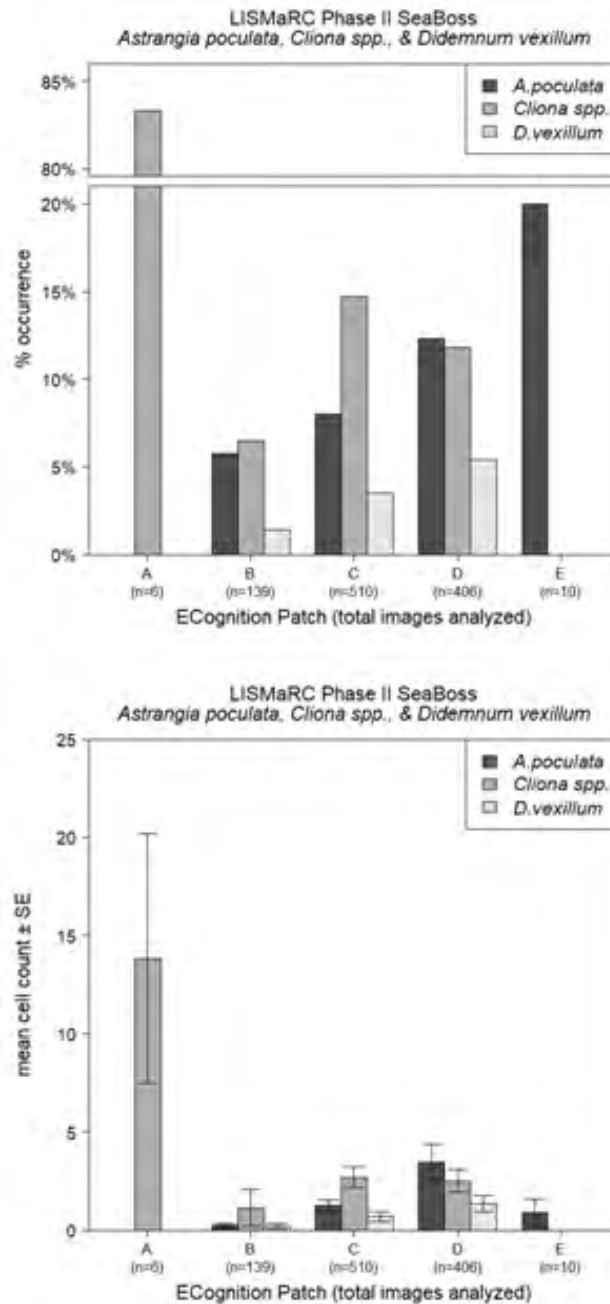 LISMaRC Phase II SeaBoss
Astrangia poculata, Cliona spp., & Didemnum vexillum
85%
80%
20%
15%
10%
5%
0%
% occurrence
A.poculata
Cliona spp.
D.vexillum
A B C D E
(n=6) (n=139) (n=510) (n=406) (n=10)
ECognition Patch (total images analyzed)
LISMaRC Phase II SeaBoss
Astrangia poculata, Cliona spp., & Didemnum vexillum
25
20
15
10
5
0
mean cell count ± SE
A.poculata
Cliona spp.
D.vexillum
A B C D E
(n=6) (n=139) (n=510) (n=406) (n=10)
ECognition Patch (total images analyzed)